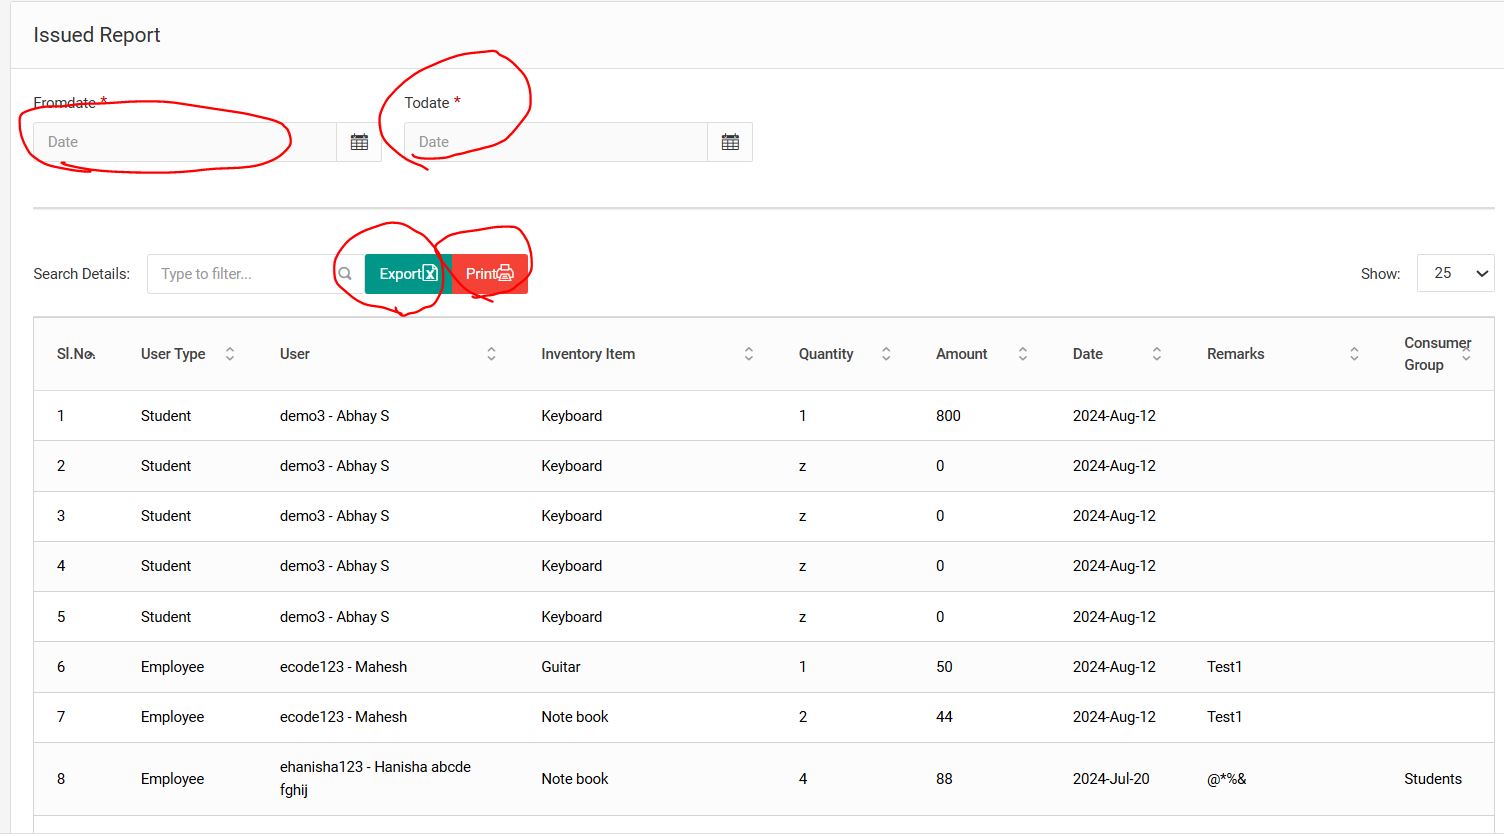 Issued Report
Fromdate * Todate *
Date Date
Search Details: Type to filter... Export Print Show: 25
Sl.No. User Type User Inventory Item Quantity Amount Date Remarks Consumer Group
1 Student demo3 - Abhay S Keyboard 1 800 2024-Aug-12
2 Student demo3 - Abhay S Keyboard z 0 2024-Aug-12
3 Student demo3 - Abhay S Keyboard z 0 2024-Aug-12
4 Student demo3 - Abhay S Keyboard z 0 2024-Aug-12
5 Student demo3 - Abhay S Keyboard z 0 2024-Aug-12
6 Employee ecode123 - Mahesh Guitar 1 50 2024-Aug-12 Test1
7 Employee ecode123 - Mahesh Note book 2 44 2024-Aug-12 Test1
8 Employee ehanisha123 - Hanisha abcde fghij Note book 4 88 2024-Jul-20 @*%& Students